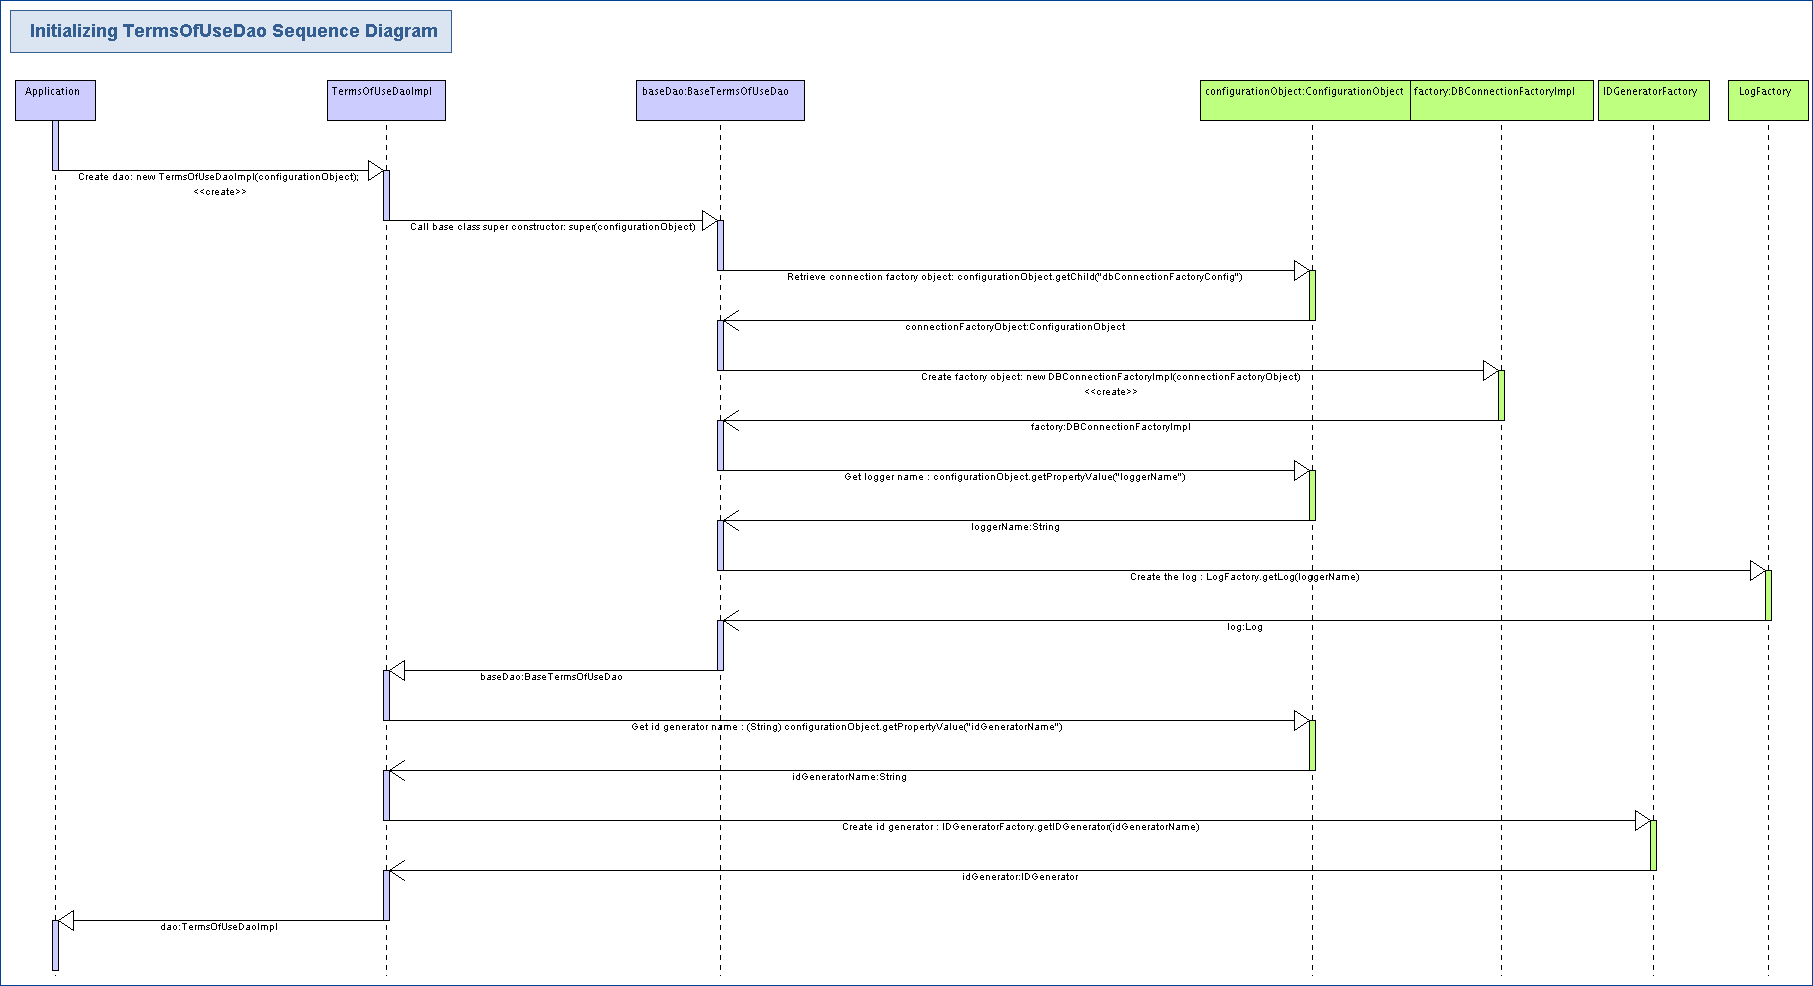 Initializing TermsOfUseDao Sequence Diagram
Application
TermsOfUseDaoImpl
baseDao:BaseTermsOfUseDao
configurationObject:ConfigurationObject
factory:DBConnectionFactoryImpl
IDGeneratorFactory
LogFactory
Create dao: new TermsOfUseDaoImpl(configurationObject);
<<create>>
Call base class super constructor: super(configurationObject)
Retrieve connection factory object: configurationObject.getChild("dbConnectionFactoryConfig")
connectionFactoryObject:ConfigurationObject
Create factory object: new DBConnectionFactoryImpl(connectionFactoryObject)
<<create>>
factory:DBConnectionFactoryImpl
Get logger name : configurationObject.getPropertyValue("loggerName")
loggerName:String
Create the log : LogFactory.getLog(loggerName)
log:Log
baseDao:BaseTermsOfUseDao
Get id generator name : (String) configurationObject.getPropertyValue("idGeneratorName")
idGeneratorName:String
Create id generator : IDGeneratorFactory.getIDGenerator(idGeneratorName)
idGenerator:IDGenerator
dao:TermsOfUseDaoImpl